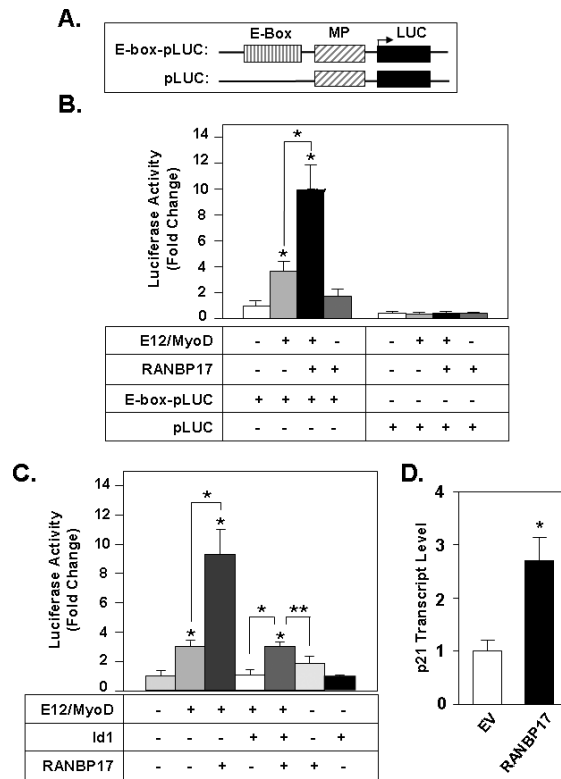 A.
E-Box MP LUC
E-box-pLUC:
pLUC:
B.
Luciferase Activity
(Fold Change)
14
12
10
8
6
4
2
0
*
*
*
E12/MyoD - + + - - + + -
RANBP17 - - + + - - + +
E-box-pLUC + + + + - - - -
pLUC - - - - + + + +
C.
Luciferase Activity
(Fold Change)
14
12
10
8
6
4
2
0
*
*
*
*
*
**
E12/MyoD - + + + + - -
Id1 - - - + + - +
RANBP17 - - + - + + -
D.
p21 Transcript Level
4
3
2
1
0
*
EV
RANBP17